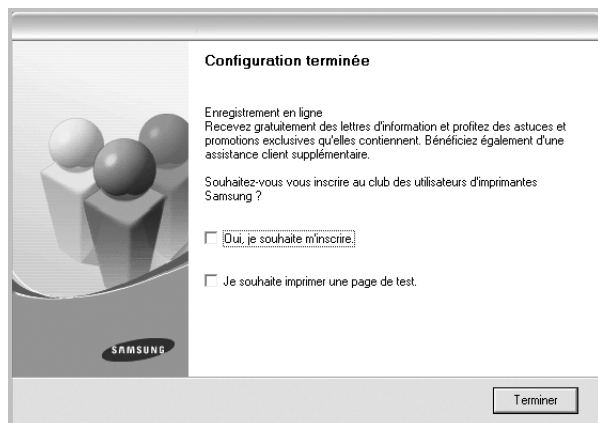 Configuration terminée
Enregistrement en ligne
Recevez gratuitement des lettres d'information et profitez des astuces et
promotions exclusives qu'elles contiennent. Bénéficiez également d'une
assistance client supplémentaire.
Souhaitez-vous vous inscrire au club des utilisateurs d'imprimantes
Samsung ?
Oui, je souhaite m'inscrire.
Je souhaite imprimer une page de test.
SAMSUNG
Terminer